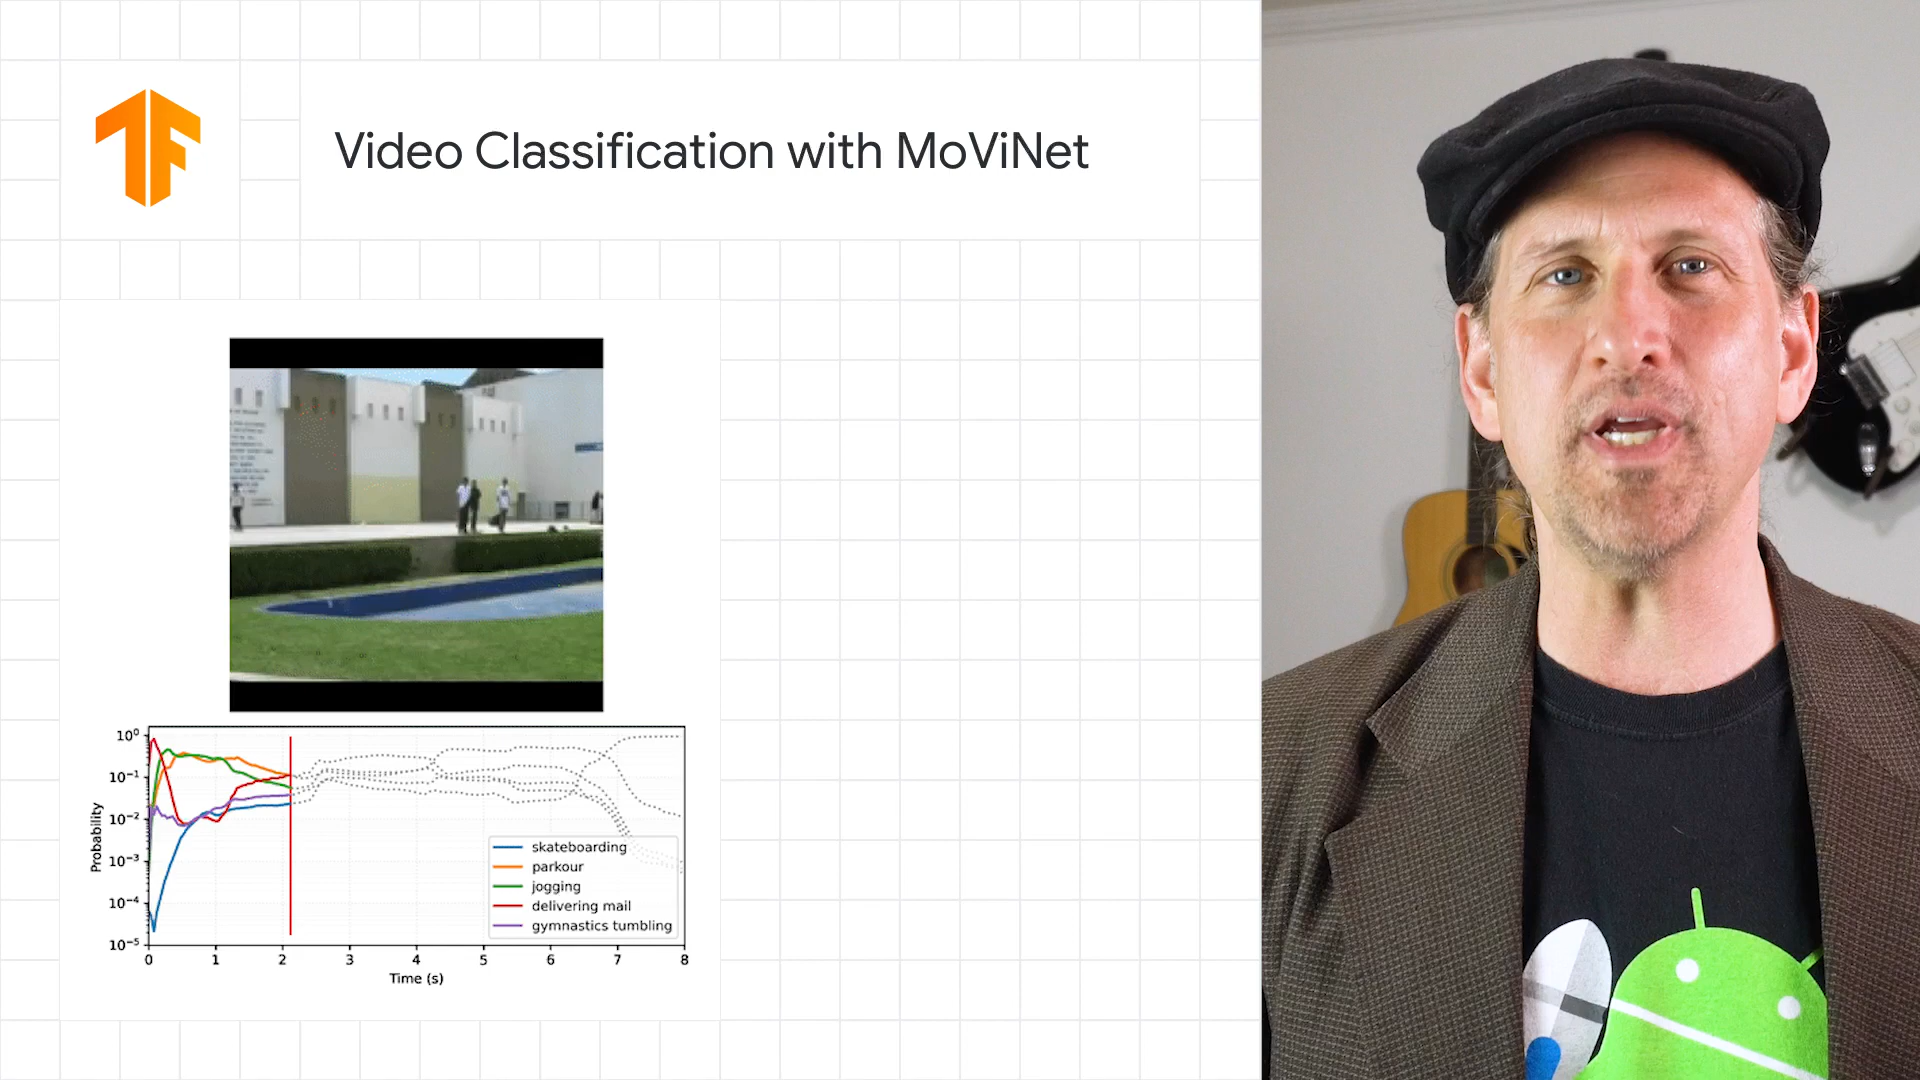 Video Classification with MoViNet
10⁰
10⁻¹
10⁻²
10⁻³
10⁻⁴
10⁻⁵
Probability
skateboarding
parkour
jogging
delivering mail
gymnastics tumbling
0 1 2 3 4 5 6 7 8
Time (s)